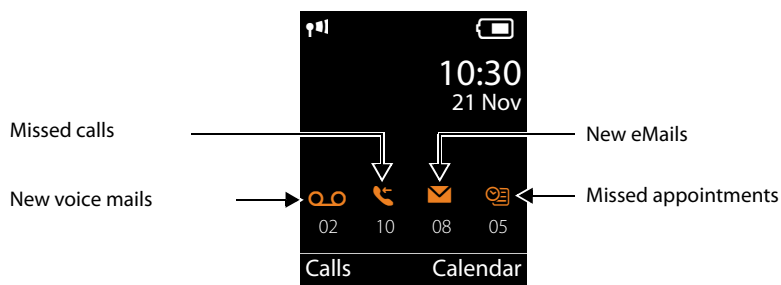 10:30
21 Nov
Missed calls
New eMails
New voice mails
Missed appointments
02 10 08 05
Calls Calendar